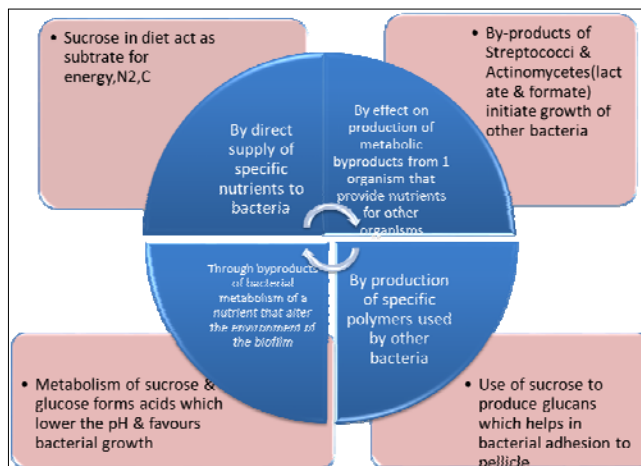 • Sucrose in diet act as
subtrate for
energy,N2,C
• By-products of
Streptococci &
Actinomycetes(lact
ate & formate)
initiate growth of
other bacteria
By direct
supply of
specific
nutrients to
bacteria
By effect on
production of
metabolic
byproducts from 1
organism that
provide nutrients
for other
organisms
Through byproducts
of bacterial
metabolism of a
nutrient that alter
the environment of
the biofilm
By production
of specific
polymers used
by other
bacteria
• Metabolism of sucrose &
glucose forms acids which
lower the pH & favours
bacterial growth
• Use of sucrose to
produce glucans
which helps in
bacterial adhesion to
pellicle